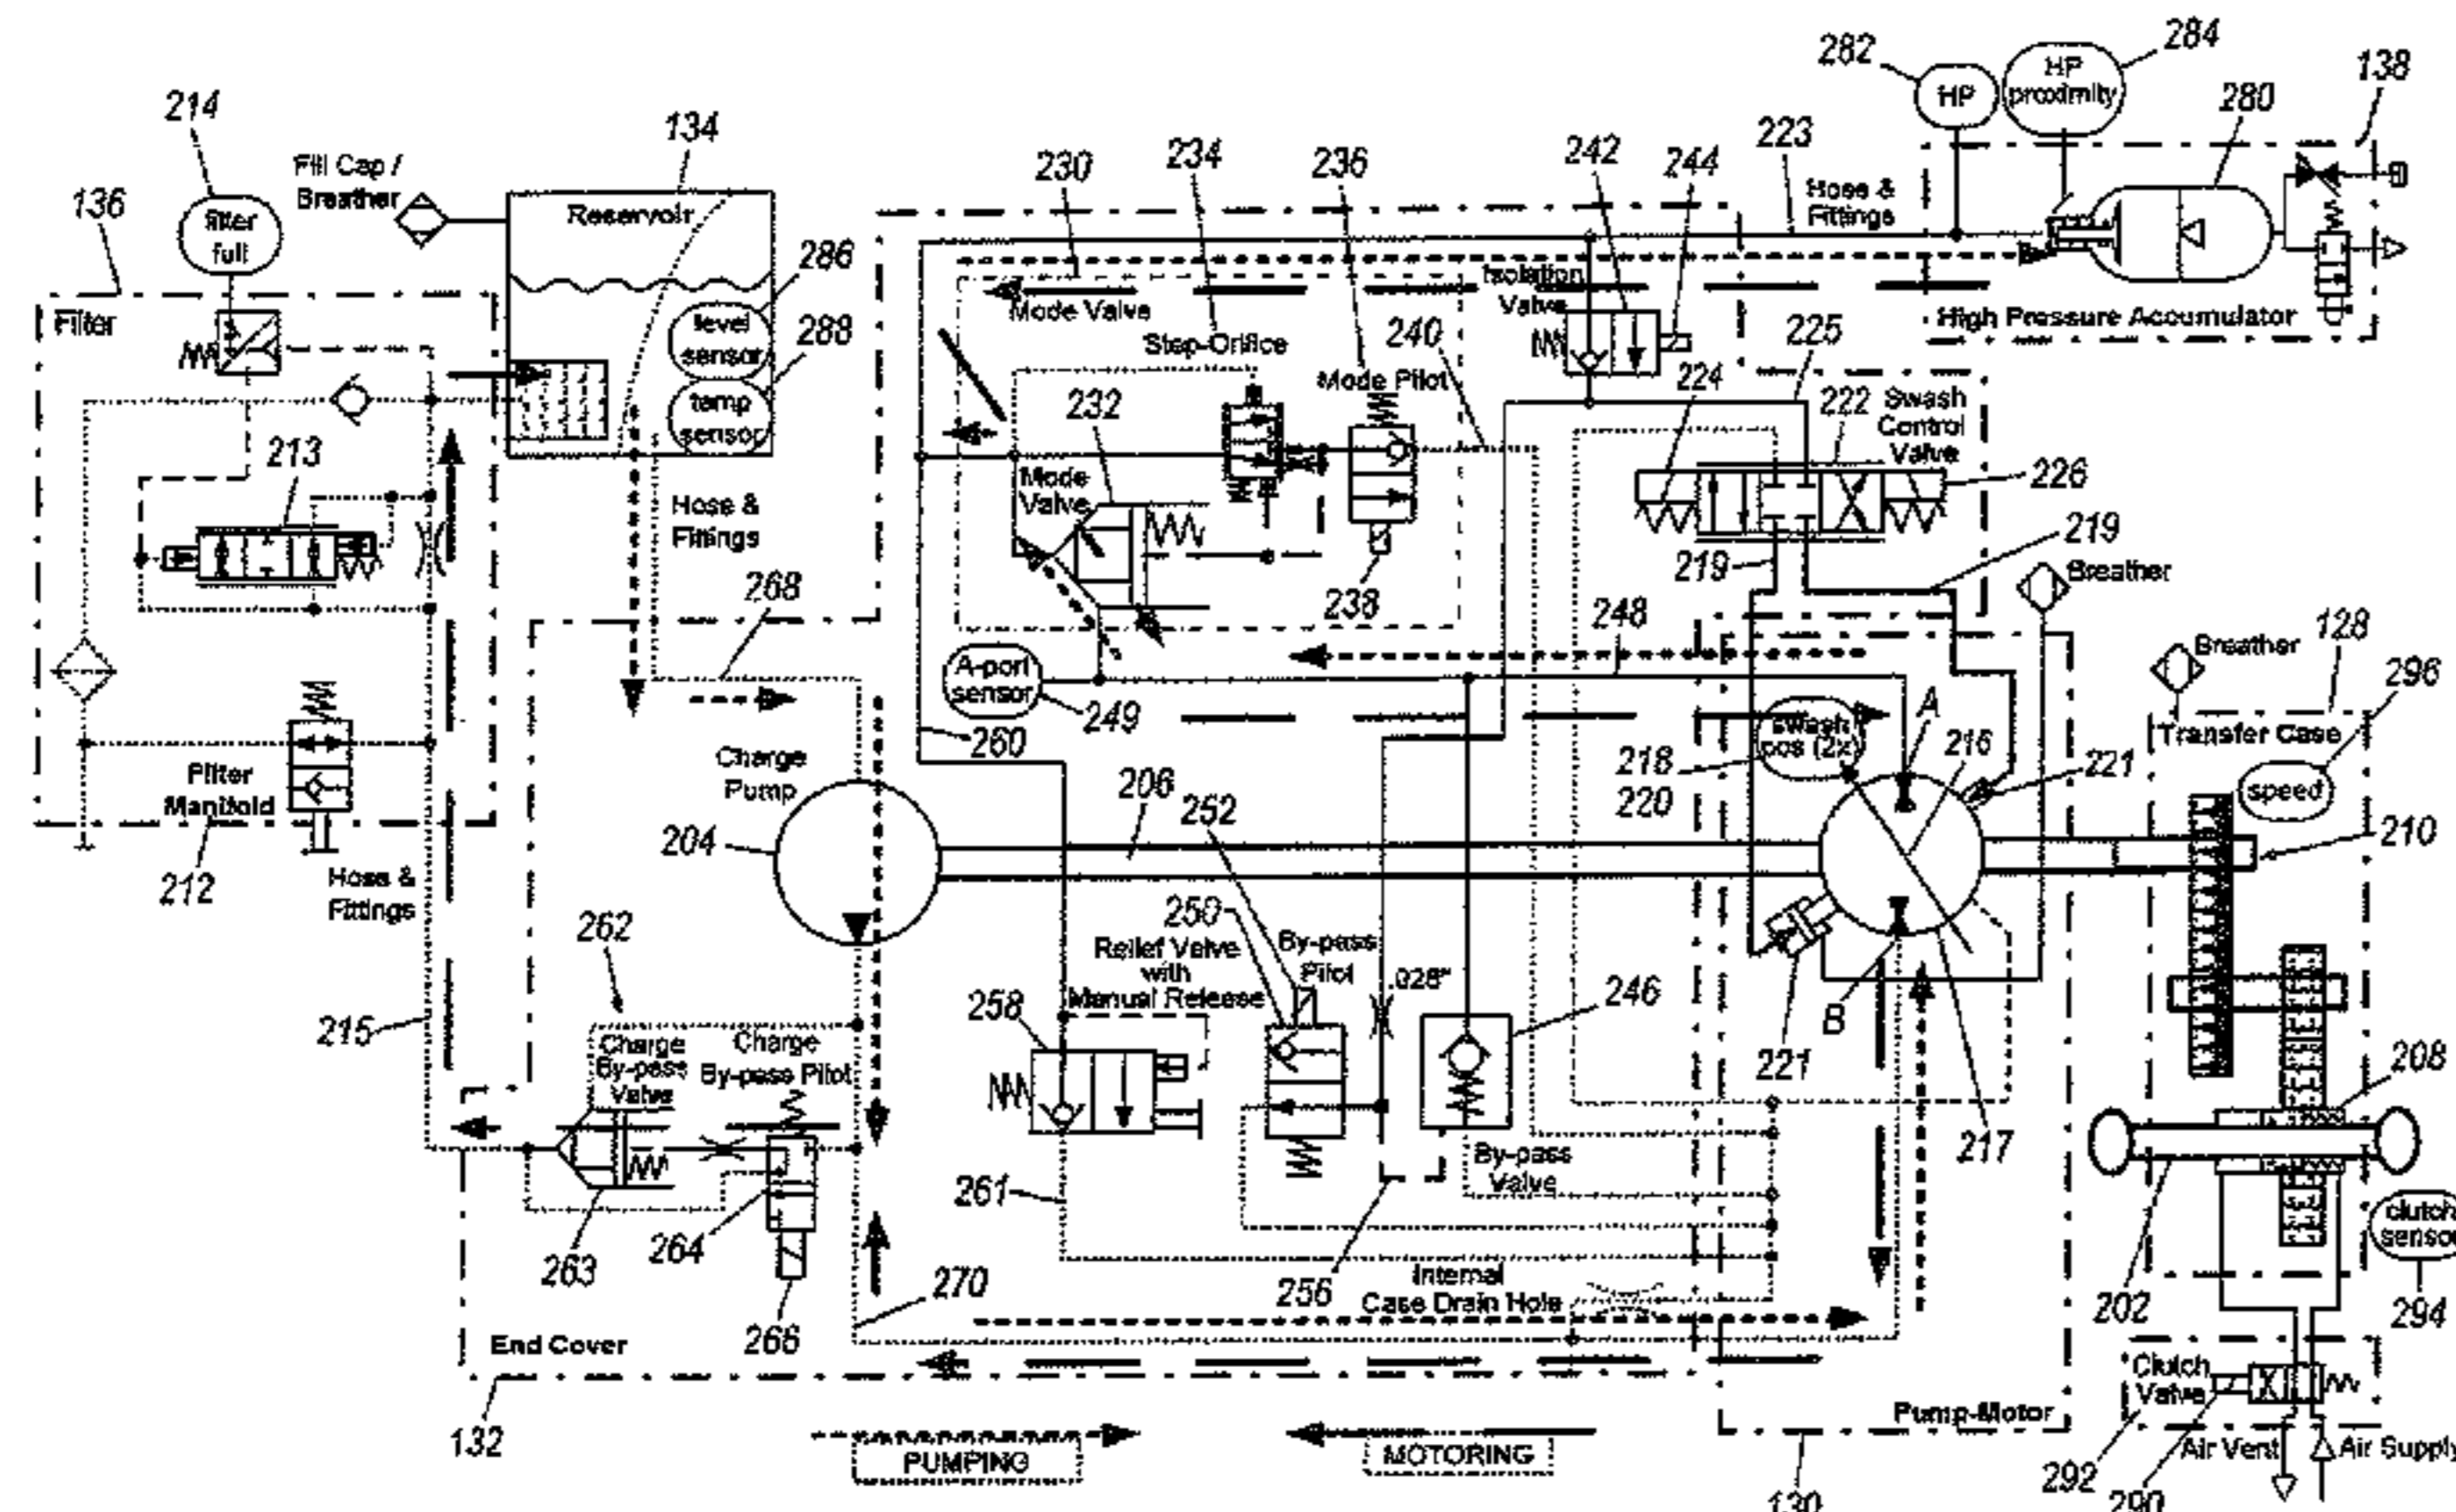 214
134
136
Fill Cap /
Breather
filter
full
Reservoir
Filter
286
level
sensor
288
temp
sensor
213
Hose &
Fittings
268
Filter
Manifold
212
Hose &
Fittings
215
Charge
Pump
204
206
262
Charge
By-pass
Valve
Charge
By-pass Pilot
263
264
266
270
End Cover
132
230
234
236
Mode Valve
Step-Orifice
Mode Pilot
240
232
Mode
Valve
238
A-port
sensor
249
260
248
252
250
Relief Valve
with
Manual Release
By-pass
Pilot
.028"
258
246
261
256
By-pass
Valve
Internal
Case Drain Hole
242
244
223
Isolation
Valve
225
224
222
Swash
Control
Valve
226
219
219
Breather
swash
pos (2x)
A
216
218
220
221
221
B
217
282
HP
284
HP
proximity
280
138
Hose &
Fittings
High Pressure Accumulator
Breather
128
296
Transfer Case
speed
210
208
clutch
202
294
Clutch
Valve
292
290
Air Vent
Air Supply
Pump-Motor
130
PUMPING
MOTORING